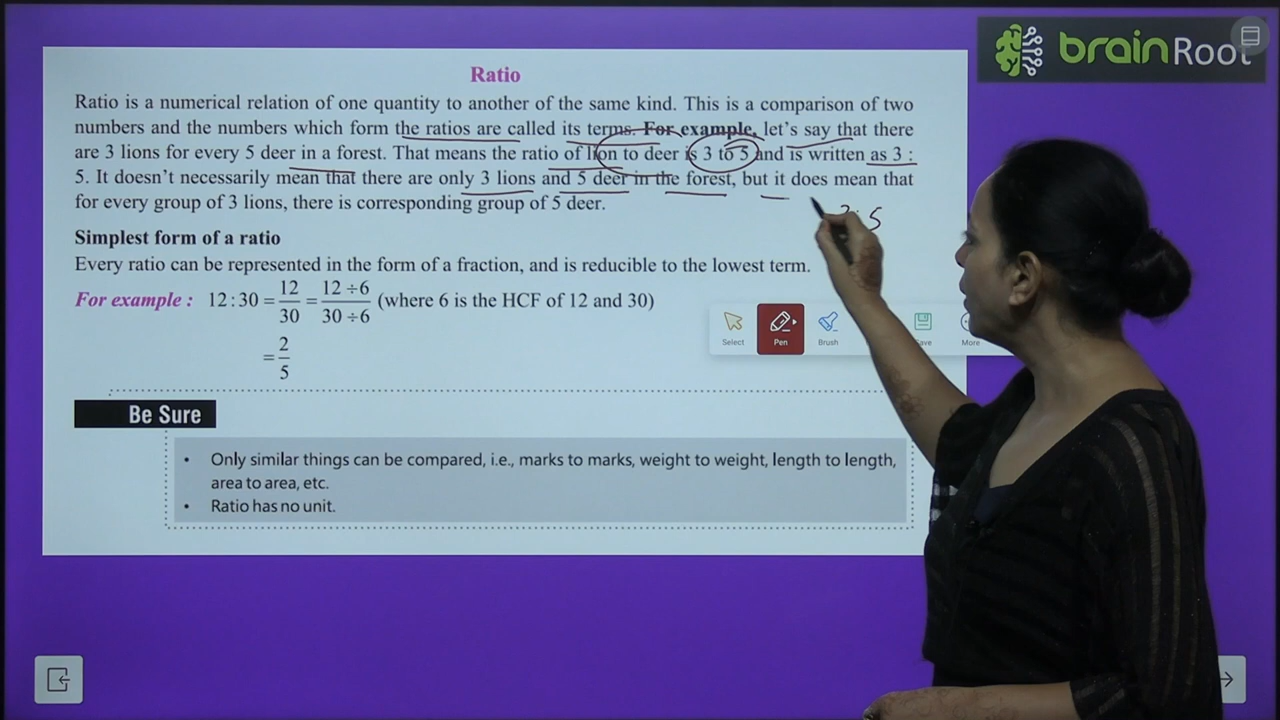 brainRoot
Ratio
Ratio is a numerical relation of one quantity to another of the same kind. This is a comparison of two
numbers and the numbers which form the ratios are called its terms. For example, let's say that there
are 3 lions for every 5 deer in a forest. That means the ratio of lion to deer is 3 to 5 and is written as 3 :
5. It doesn't necessarily mean that there are only 3 lions and 5 deer in the forest, but it does mean that
for every group of 3 lions, there is corresponding group of 5 deer.
5
Simplest form of a ratio
Every ratio can be represented in the form of a fraction, and is reducible to the lowest term.
For example : 12 : 30 = 12/30 = 12 ÷6/30 ÷6 (where 6 is the HCF of 12 and 30)
= 2/5
Select Pen Brush More
Be Sure
• Only similar things can be compared, i.e., marks to marks, weight to weight, length to length,
area to area, etc.
• Ratio has no unit.